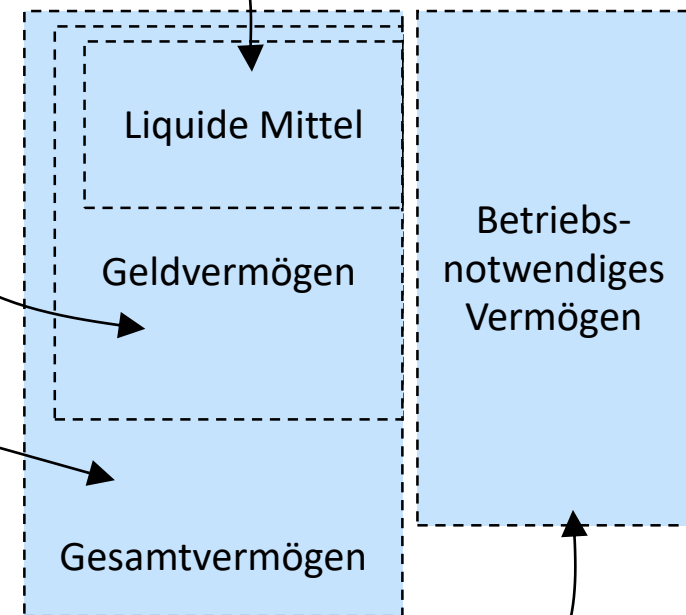 Liquide Mittel
Geldvermögen
Gesamtvermögen
Betriebs-
notwendiges
Vermögen